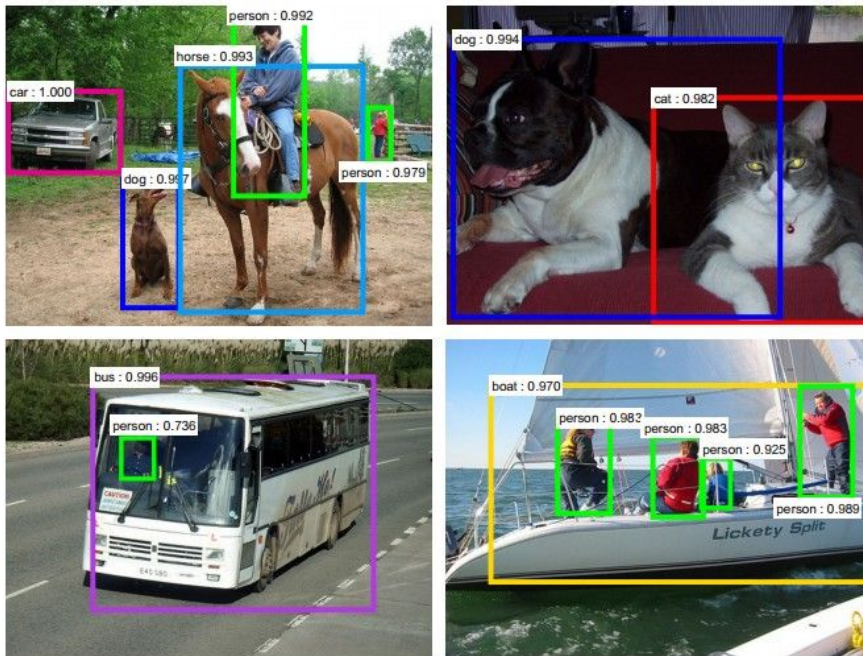 person : 0.992
horse : 0.993
car : 1.000
person : 0.979
dog : 0.997
dog : 0.994
cat : 0.982
bus : 0.996
person : 0.736
CAUTION
L
boat : 0.970
person : 0.983
person : 0.983
person : 0.925
person : 0.989
Lickety Split